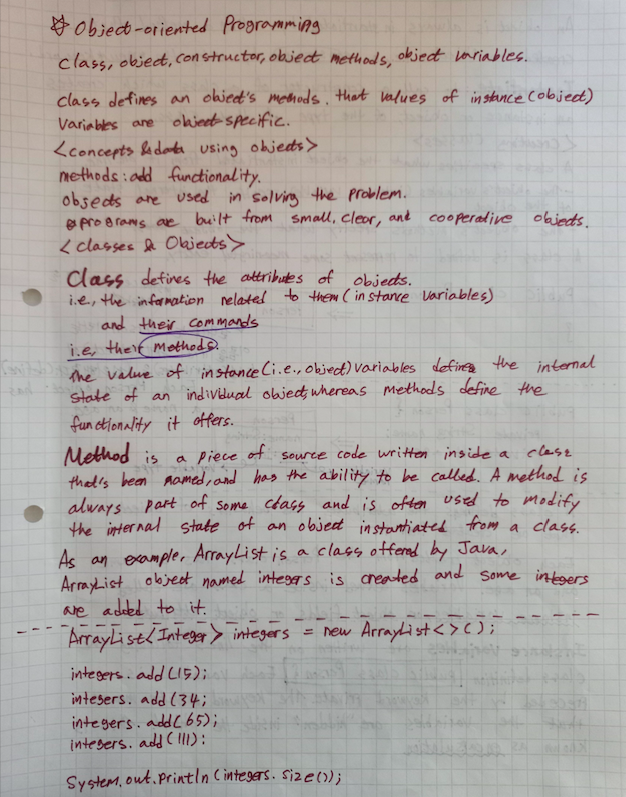 ☆ Object-oriented Programming
class, object, constructor, object methods, object variables.
class defines an object's methods. that values of instance (object)
Variables are object-specific.
<concepts & data using objects>
methods: add functionality.
objects are used in solving the problem.
programs are built from small, clear, and cooperative objects.
<classes & Objects>
Class defines the attributes of objects.
i.e., the information related to them (instance variables)
and their commands
i.e, their methods.
The value of instance (i.e., object) variables define the internal
state of an individual object, whereas methods define the
functionality it offers.
Method is a piece of source code written inside a class
that's been named, and has the ability to be called. A method is
always part of some class and is often used to modify
the internal state of an object instantiated from a class.
As an example, ArrayList is a class offered by Java,
ArrayList object named integers is created and some integers
are added to it.
ArrayList<Integer> integers = new ArrayList<>();
integers.add(15);
integers.add(34;
integers.add(65);
integers.add(111);
System.out.println(integers.size());